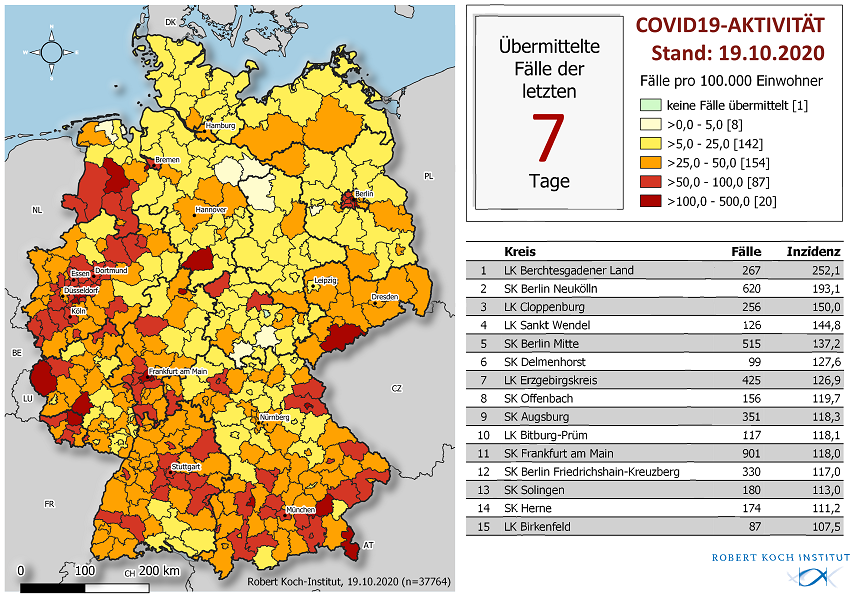 DK
N
W
E
S
PL
NL
BE
LU
FR
CZ
CH
AT
Hamburg
Bremen
Berlin
Hannover
Essen
Dortmund
Düsseldorf
Köln
Leipzig
Dresden
Frankfurt am Main
Nürnberg
Stuttgart
München
0 100 200 km
Robert Koch-Institut, 19.10.2020 (n=37764)
Übermittelte
Fälle der
letzten
7
Tage
COVID19-AKTIVITÄT
Stand: 19.10.2020
Fälle pro 100.000 Einwohner
keine Fälle übermittelt [1]
>0,0 - 5,0 [8]
>5,0 - 25,0 [142]
>25,0 - 50,0 [154]
>50,0 - 100,0 [87]
>100,0 - 500,0 [20]
Kreis Fälle Inzidenz
1 LK Berchtesgadener Land 267 252,1
2 SK Berlin Neukölln 620 193,1
3 LK Cloppenburg 256 150,0
4 LK Sankt Wendel 126 144,8
5 SK Berlin Mitte 515 137,2
6 SK Delmenhorst 99 127,6
7 LK Erzgebirgskreis 425 126,9
8 SK Offenbach 156 119,7
9 SK Augsburg 351 118,3
10 LK Bitburg-Prüm 117 118,1
11 SK Frankfurt am Main 901 118,0
12 SK Berlin Friedrichshain-Kreuzberg 330 117,0
13 SK Solingen 180 113,0
14 SK Herne 174 111,2
15 LK Birkenfeld 87 107,5
ROBERT KOCH INSTITUT